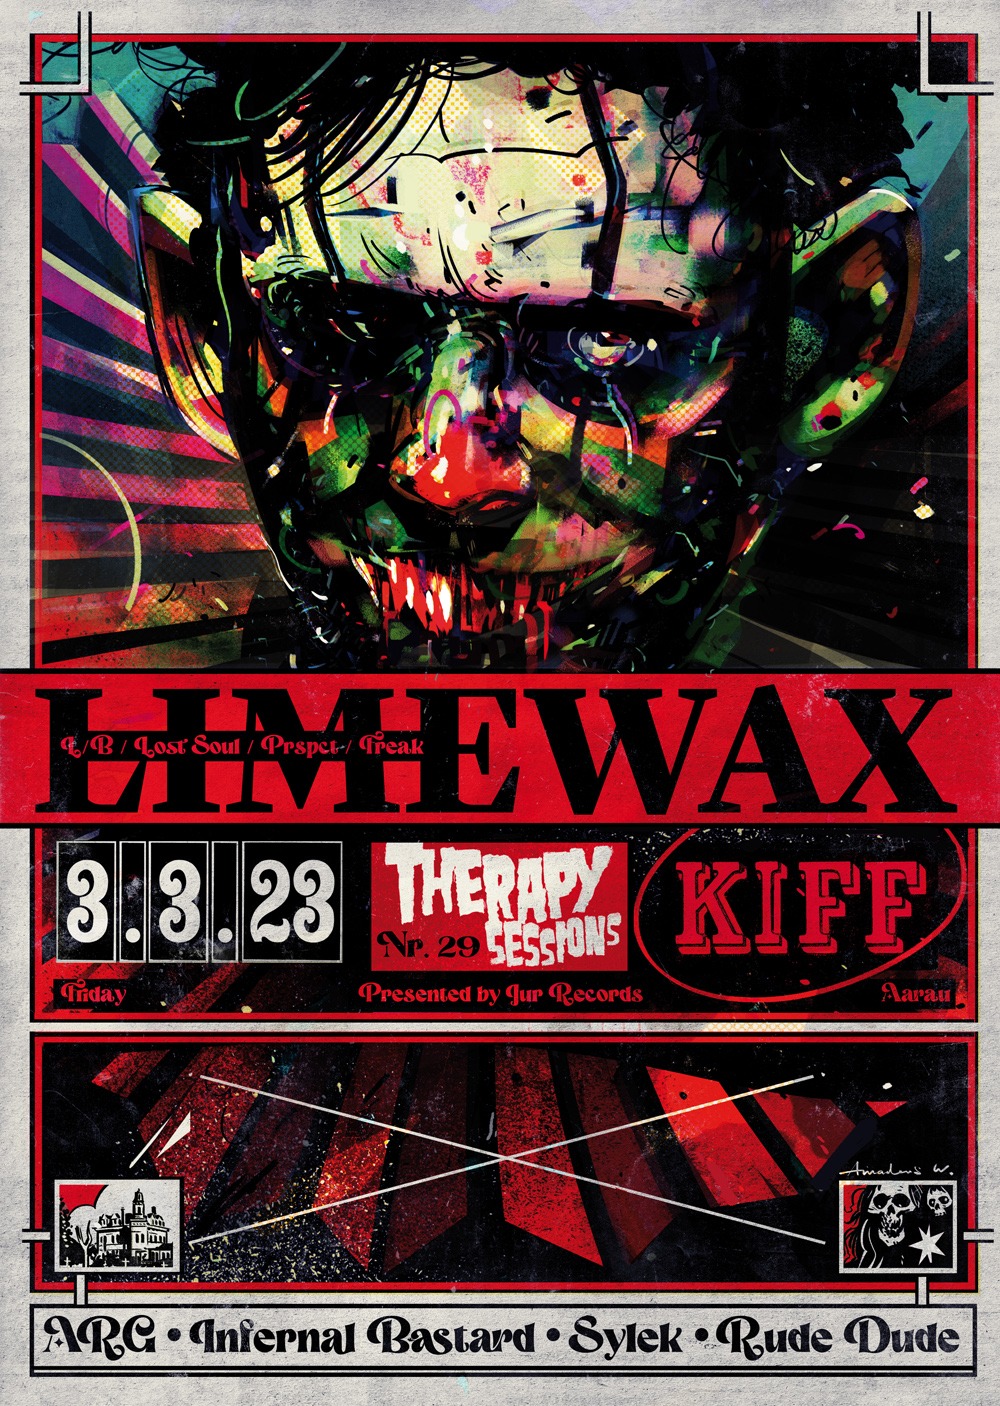 LIMEWAX
L/B / Lost Soul / Prspct / Freak
3.3.23
THERAPY SESSIONS
Nr. 29
KIFF
Friday
Presented by Jur Records
Aarau
Amadeus W.
ARG • Infernal Bastard • Sylek • Rude Dude